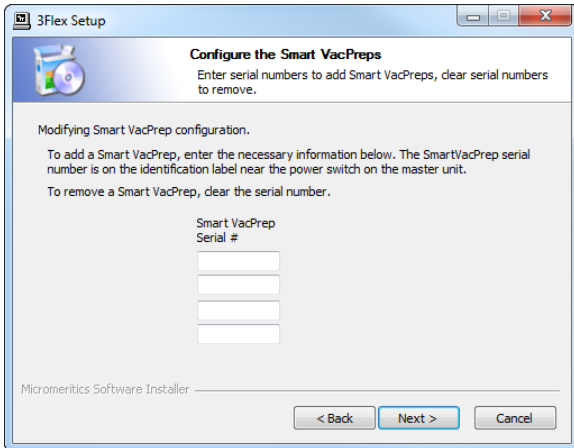 3Flex Setup
Configure the Smart VacPreps
Enter serial numbers to add Smart VacPreps, clear serial numbers
to remove.
Modifying Smart VacPrep configuration.
To add a Smart VacPrep, enter the necessary information below. The SmartVacPrep serial
number is on the identification label near the power switch on the master unit.
To remove a Smart VacPrep, clear the serial number.
Smart VacPrep
Serial #
Micromeritics Software Installer
< Back
Next >
Cancel